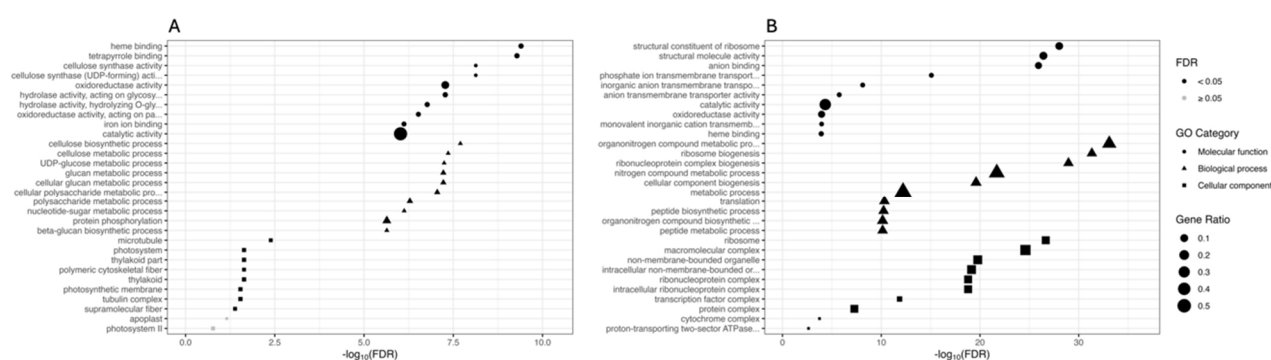 A
heme binding
tetrapyrrole binding
cellulose synthase activity
cellulose synthase (UDP-forming) acti...
oxidoreductase activity
hydrolase activity, acting on glycosy...
hydrolase activity, hydrolyzing O-gly...
oxidoreductase activity, acting on pa...
iron ion binding
catalytic activity
cellulose biosynthetic process
cellulose metabolic process
UDP-glucose metabolic process
glucan metabolic process
cellular glucan metabolic process
cellular polysaccharide metabolic pro...
polysaccharide metabolic process
nucleotide-sugar metabolic process
protein phosphorylation
beta-glucan biosynthetic process
microtubule
photosystem
thylakoid part
polymeric cytoskeletal fiber
thylakoid
photosynthetic membrane
tubulin complex
supramolecular fiber
apoplast
photosystem II
0.0 2.5 5.0 7.5 10.0
-log10(FDR)
B
structural constituent of ribosome
structural molecule activity
anion binding
phosphate ion transmembrane transport...
inorganic anion transmembrane transpo...
anion transmembrane transporter activity
catalytic activity
oxidoreductase activity
monovalent inorganic cation transmemb...
heme binding
organonitrogen compound metabolic pro...
ribosome biogenesis
ribonucleoprotein complex biogenesis
nitrogen compound metabolic process
cellular component biogenesis
metabolic process
translation
peptide biosynthetic process
organonitrogen compound biosynthetic ...
peptide metabolic process
ribosome
macromolecular complex
non-membrane-bounded organelle
intracellular non-membrane-bounded or...
ribonucleoprotein complex
intracellular ribonucleoprotein complex
transcription factor complex
protein complex
cytochrome complex
proton-transporting two-sector ATPase...
0 10 20 30
-log10(FDR)
FDR
< 0.05
≥ 0.05
GO Category
Molecular function
Biological process
Cellular component
Gene Ratio
0.1
0.2
0.3
0.4
0.5